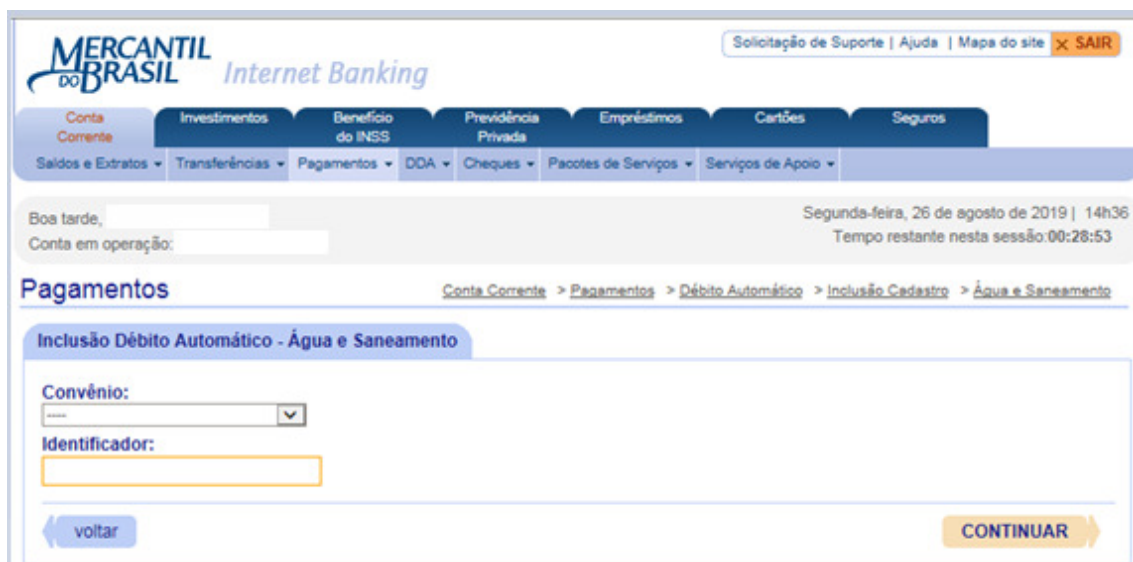 MERCANTIL DO BRASIL Internet Banking
Solicitação de Suporte | Ajuda | Mapa do site X SAIR
Conta Corrente Investimentos Benefício do INSS Previdência Privada Empréstimos Cartões Seguros
Saldos e Extratos Transferências Pagamentos DDA Cheques Pacotes de Serviços Serviços de Apoio
Boa tarde,
Segunda-feira, 26 de agosto de 2019 | 14h36
Conta em operação:
Tempo restante nesta sessão:00:28:53
Pagamentos
Conta Corrente > Pagamentos > Débito Automático > Inclusão Cadastro > Água e Saneamento
Inclusão Débito Automático - Água e Saneamento
Convênio:
----
Identificador:
voltar
CONTINUAR